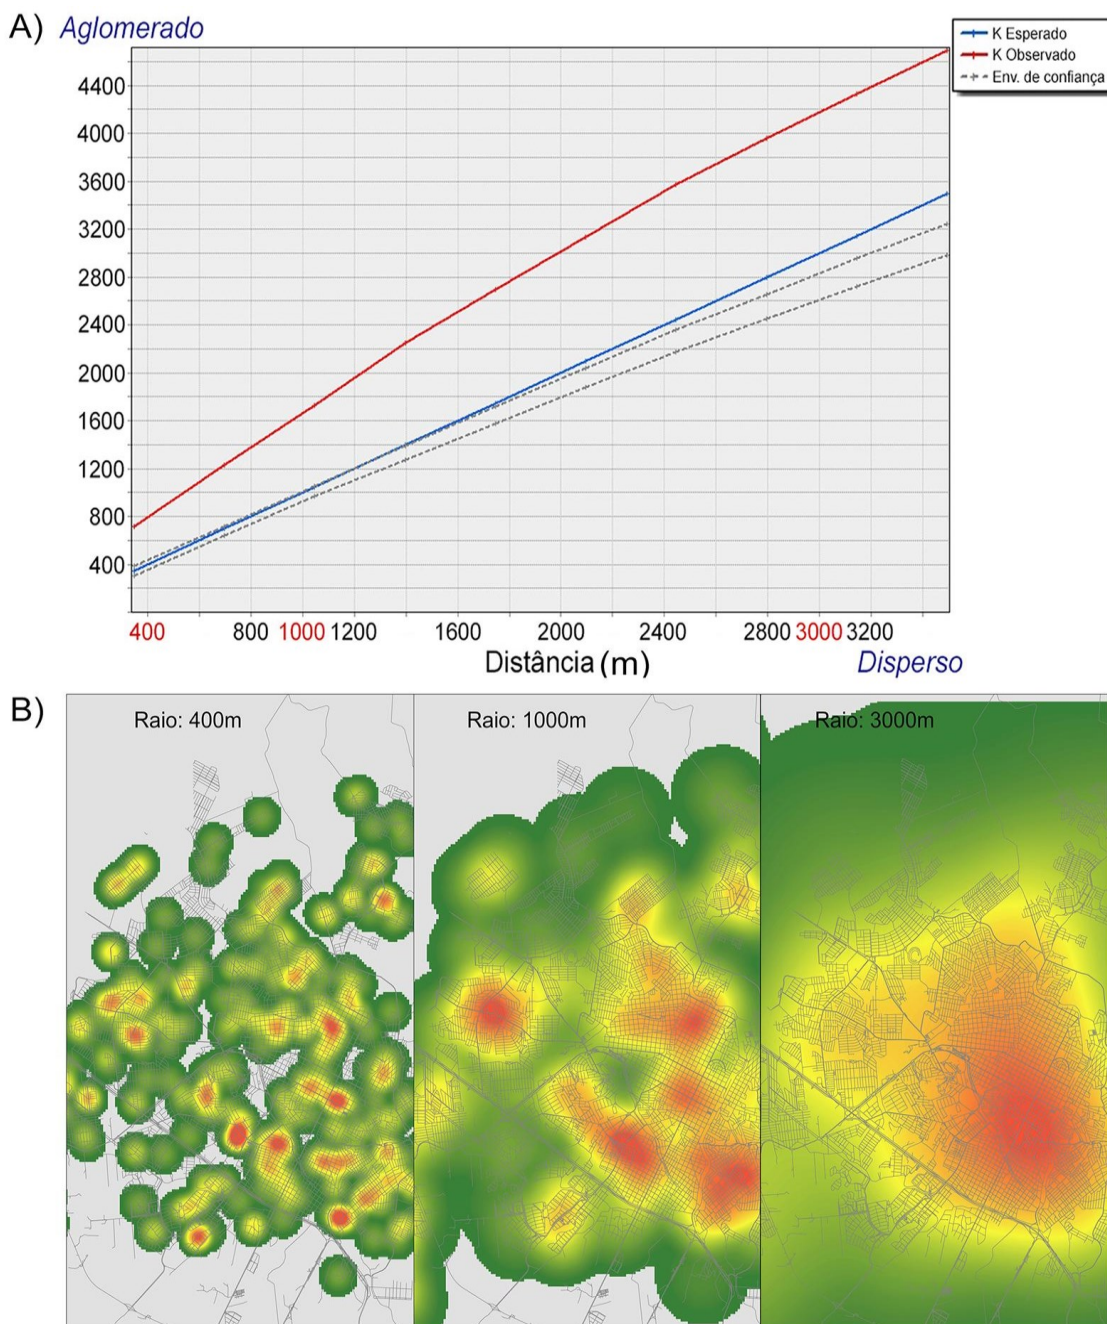 A) Aglomerado
K Esperado
K Observado
Env. de confiança
4400
4000
3600
3200
2800
2400
2000
1600
1200
800
400
400 800 1000 1200 1600 2000 2400 2800 3000 3200
Distância (m) Disperso
B) Raio: 400m Raio: 1000m Raio: 3000m